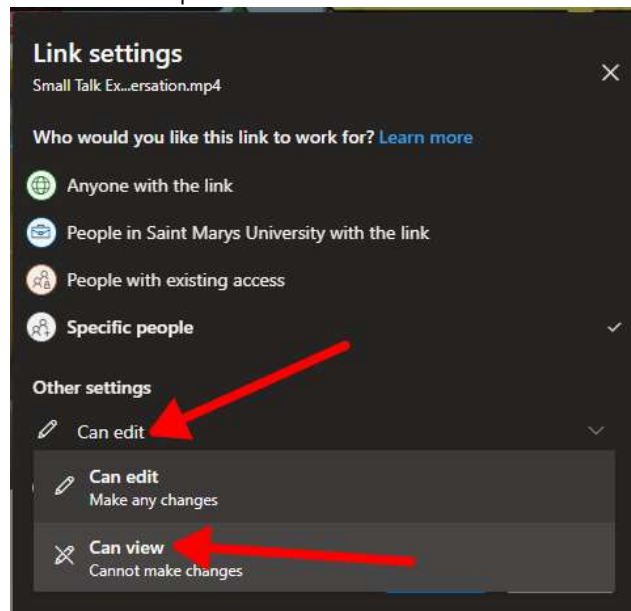 Link settings
Small Talk Ex...ersation.mp4
Who would you like this link to work for? Learn more
Anyone with the link
People in Saint Marys University with the link
People with existing access
Specific people
Other settings
Can edit
Can edit
Make any changes
Can view
Cannot make changes